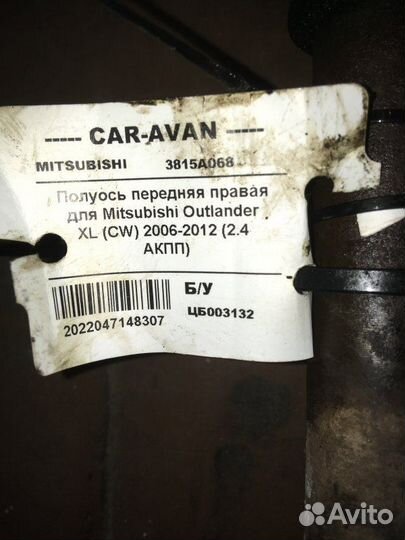 ----- CAR-AVAN -----
MITSUBISHI 3815A068
Полуось передняя правая
для Mitsubishi Outlander
XL (CW) 2006-2012 (2.4
АКПП)
Б/У
ЦБ003132
2022047148307
Avito